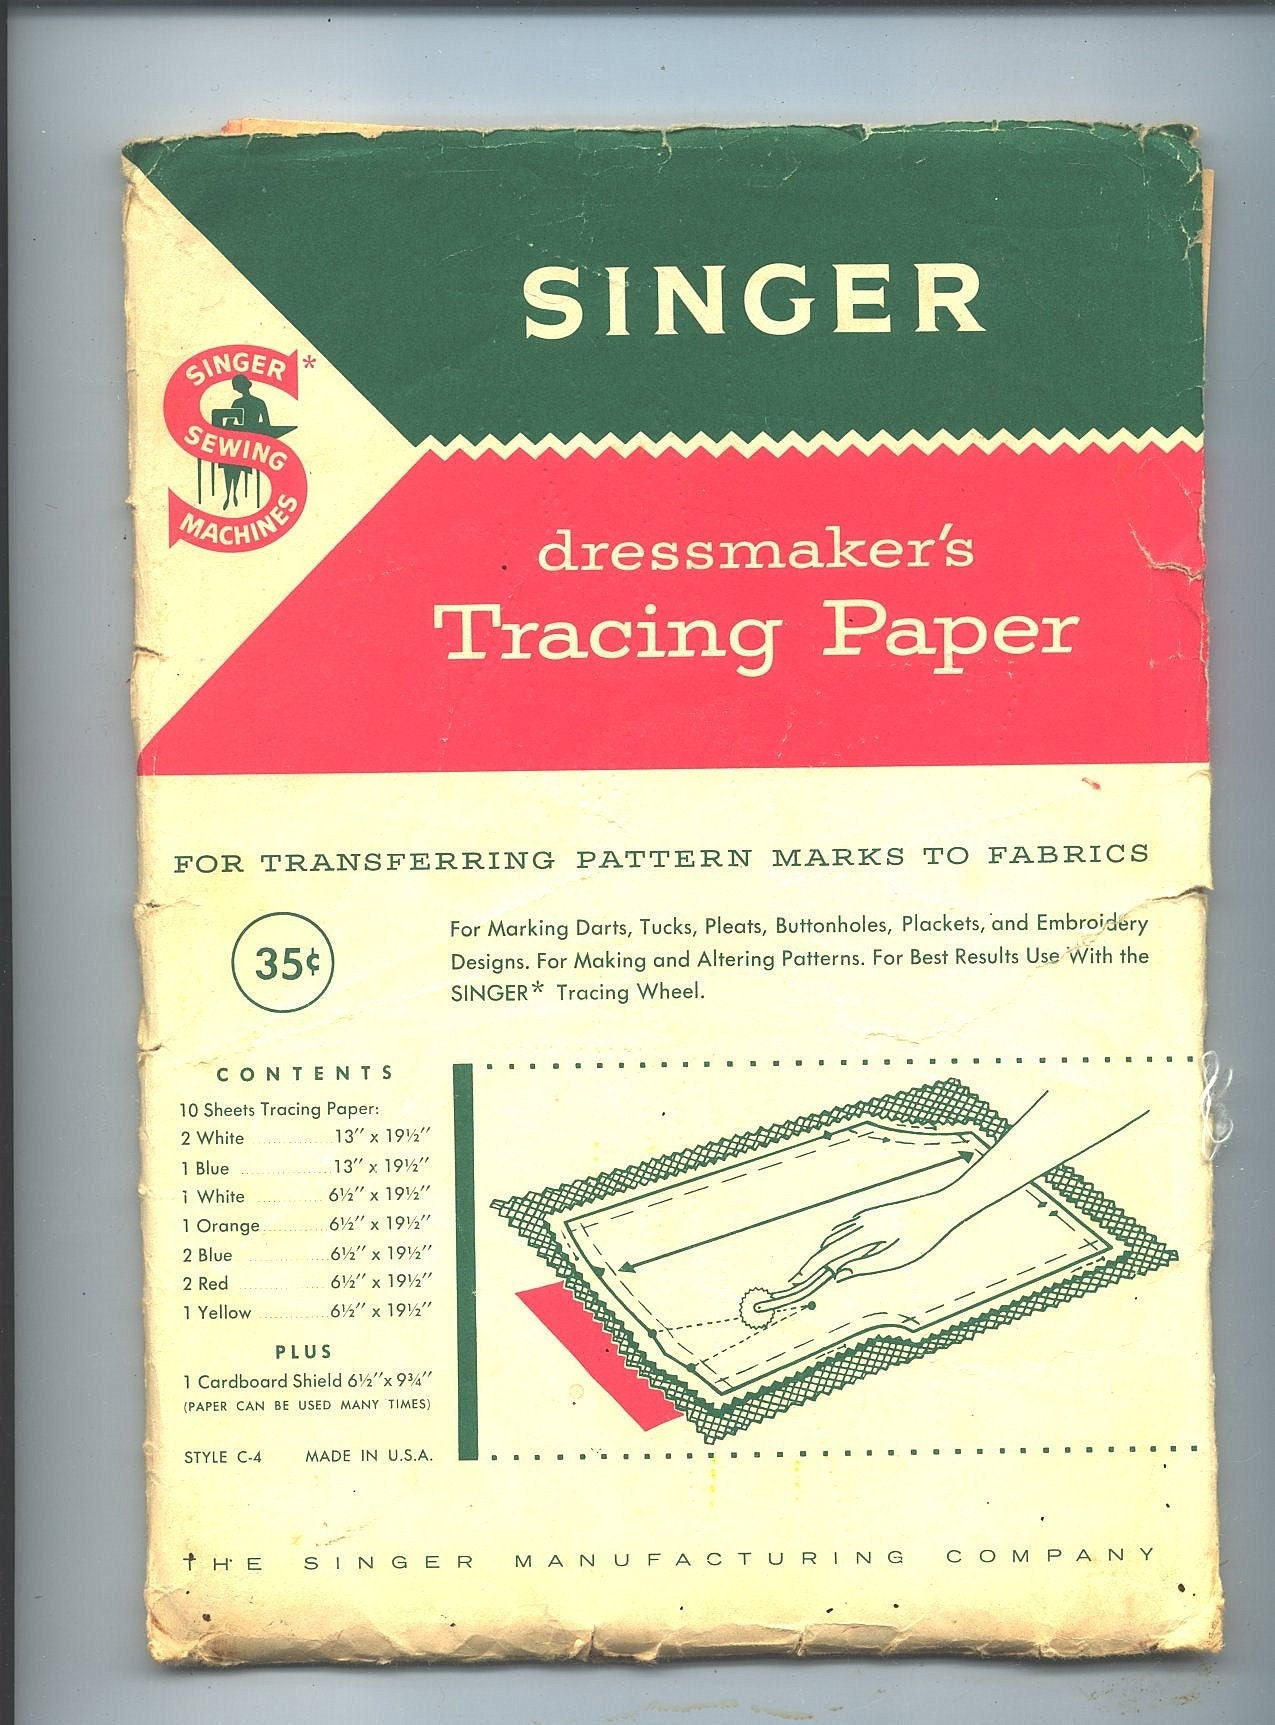 SINGER
SINGER*
SEWING
MACHINES
dressmaker's
Tracing Paper
FOR TRANSFERRING PATTERN MARKS TO FABRICS
35¢
For Marking Darts, Tucks, Pleats, Buttonholes, Plackets, and Embroidery
Designs. For Making and Altering Patterns. For Best Results Use With the
SINGER* Tracing Wheel.
CONTENTS
10 Sheets Tracing Paper:
2 White ............ 13" x 19½"
1 Blue ............ 13" x 19½"
1 White ............ 6½" x 19½"
1 Orange ............ 6½" x 19½"
2 Blue ............ 6½" x 19½"
2 Red ............ 6½" x 19½"
1 Yellow ............ 6½" x 19½"
PLUS
1 Cardboard Shield 6½"x 9¾"
(PAPER CAN BE USED MANY TIMES)
STYLE C-4 MADE IN U.S.A.
THE SINGER MANUFACTURING COMPANY